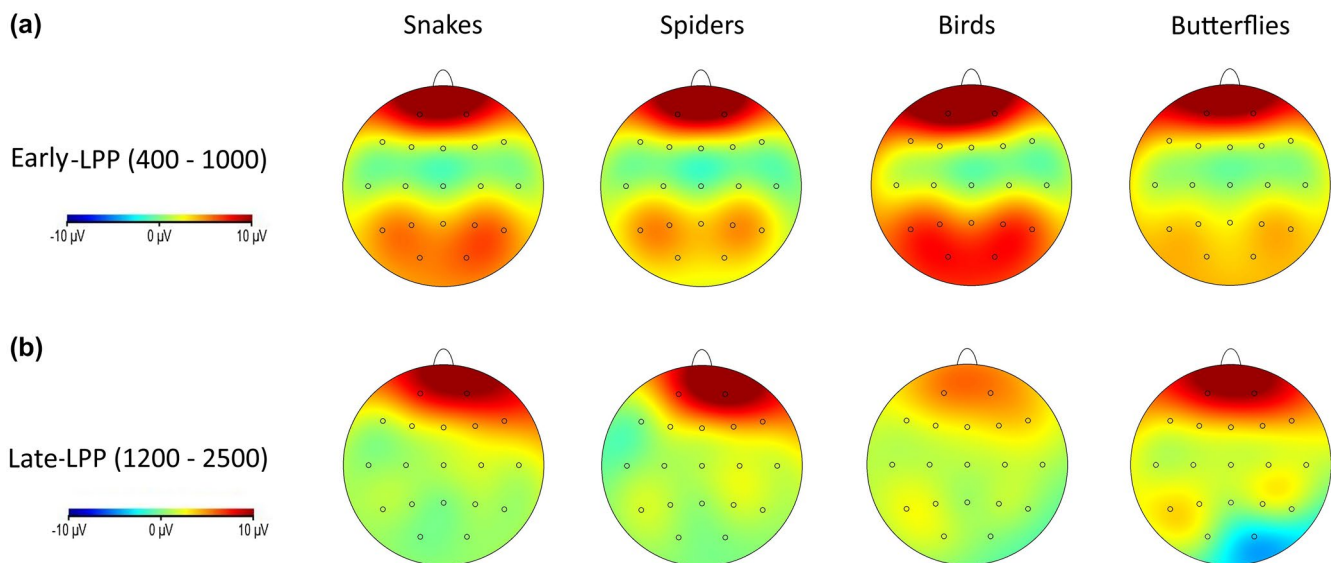 (a)
Snakes
Spiders
Birds
Butterflies
Early-LPP (400 - 1000)
-10 µV
0 µV
10 µV
(b)
Late-LPP (1200 - 2500)
-10 µV
0 µV
10 µV